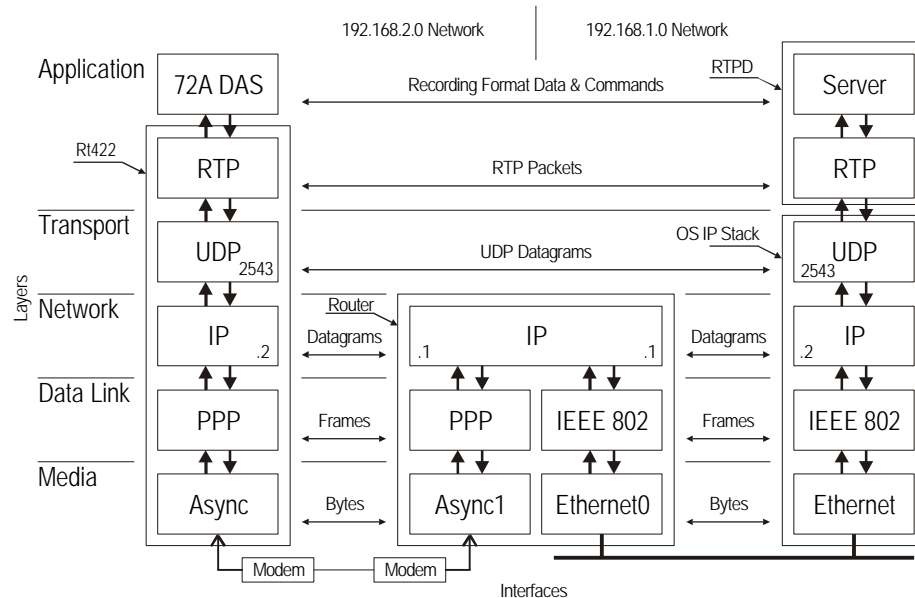 192.168.2.0 Network
192.168.1.0 Network
Application
72A DAS
Recording Format Data & Commands
RTPD
Server
Rt422
RTP
RTP Packets
RTP
Transport
UDP
2543
UDP Datagrams
OS IP Stack
UDP
2543
Layers
Network
IP
.2
Datagrams
Router
.1
IP
.1
Datagrams
IP
.2
Data Link
PPP
Frames
PPP
IEEE 802
Frames
IEEE 802
Media
Async
Bytes
Async1
Ethernet0
Bytes
Ethernet
Modem
Modem
Interfaces